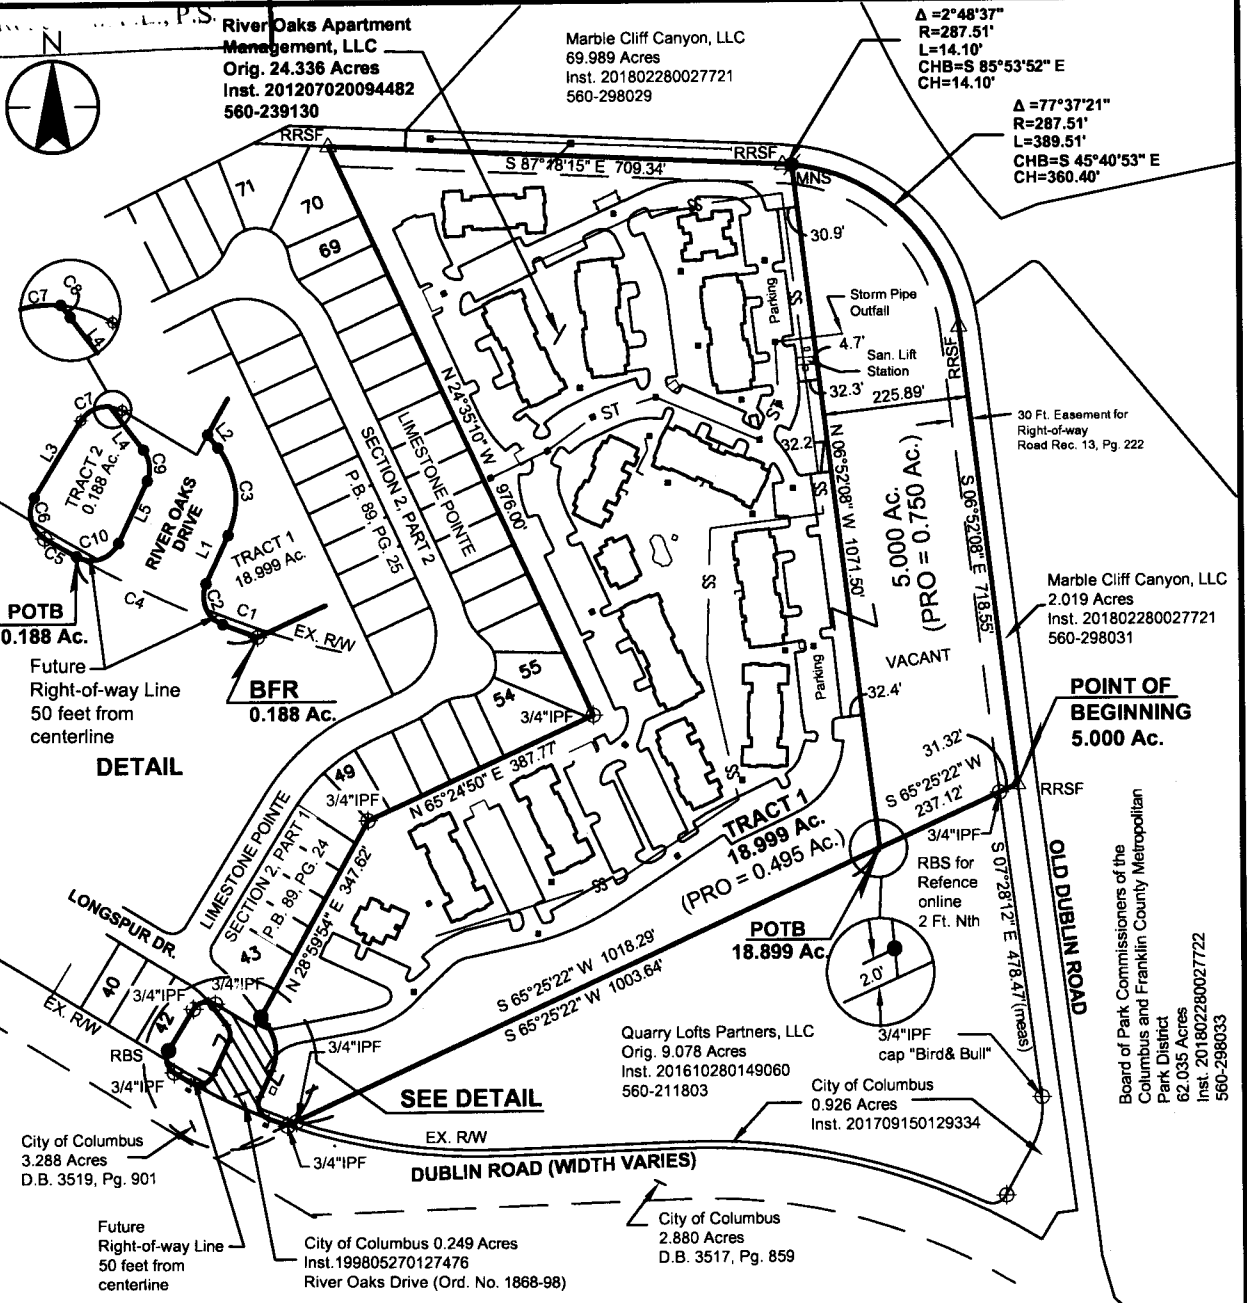 P.S.
N
River Oaks Apartment
Management, LLC
Orig. 24.336 Acres
Inst. 201207020094482
560-239130
Marble Cliff Canyon, LLC
69.989 Acres
Inst. 201802280027721
560-298029
Δ =2°48'37"
R=287.51'
L=14.10'
CHB=S 85°53'52" E
CH=14.10'
Δ =77°37'21"
R=287.51'
L=389.51'
CHB=S 45°40'53" E
CH=360.40'
RRSF
S 87°18'15" E 709.34'
RRSF
MNS
71
70
69
SS
30.9'
Parking
SS
Storm Pipe
Outfall
4.7'
San. Lift
Station
32.3'
225.89'
RRSF
30 Ft. Easement for
Right-of-way
Road Rec. 13, Pg. 222
C7
C8
L4
C7
L4
L2
L3
TRACT 2
0.188 Ac.
C9
C3
C6
L5
C10
C5
RIVER OAKS
DRIVE
L1
TRACT 1
18.999 Ac.
C4
C2
C1
EX. R/W
POTB
0.188 Ac.
Future
Right-of-way Line
50 feet from
centerline
BFR
0.188 Ac.
DETAIL
N 24°35'10" W 976.00'
LIMESTONE POINTE
SECTION 2, PART 2
P.B. 89, PG. 25
ST
ST
32.2'
SS
SS
N 06°52'08" W 1071.50'
5.000 Ac.
(PRO = 0.750 Ac.)
S 06°52'08" E 718.55'
VACANT
Parking
32.4'
Marble Cliff Canyon, LLC
2.019 Acres
Inst. 201802280027721
560-298031
POINT OF
BEGINNING
5.000 Ac.
55
54
3/4"IPF
N 65°24'50" E 387.77'
49
3/4"IPF
SS
31.32'
S 65°25'22" W
237.12'
RRSF
3/4"IPF
TRACT 1
18.999 Ac.
(PRO = 0.495 Ac.)
RBS for
Refence
online
2 Ft. Nth
S 07°28'12" E 478.47'(meas)
OLD DUBLIN ROAD
Board of Park Commissioners of the
Columbus and Franklin County Metropolitan
Park District
62.035 Acres
Inst. 201802280027722
560-298033
LIMESTONE POINTE
SECTION 2, PART 1
P.B. 89, PG. 24
N 28°59'54" E 347.62'
SS
POTB
18.899 Ac.
2.0'
3/4"IPF
cap "Bird& Bull"
LONGSPUR DR.
43
40
3/4"IPF
3/4"IPF
42
EX. R/W
RBS
3/4"IPF
S 65°25'22" W 1018.29'
S 65°25'22" W 1003.64'
3/4"IPF
SEE DETAIL
Quarry Lofts Partners, LLC
Orig. 9.078 Acres
Inst. 201610280149060
560-211803
City of Columbus
0.926 Acres
Inst. 201709150129334
City of Columbus
3.288 Acres
D.B. 3519, Pg. 901
3/4"IPF
EX. R/W
DUBLIN ROAD (WIDTH VARIES)
Future
Right-of-way Line
50 feet from
centerline
City of Columbus 0.249 Acres
Inst.199805270127476
River Oaks Drive (Ord. No. 1868-98)
City of Columbus
2.880 Acres
D.B. 3517, Pg. 859